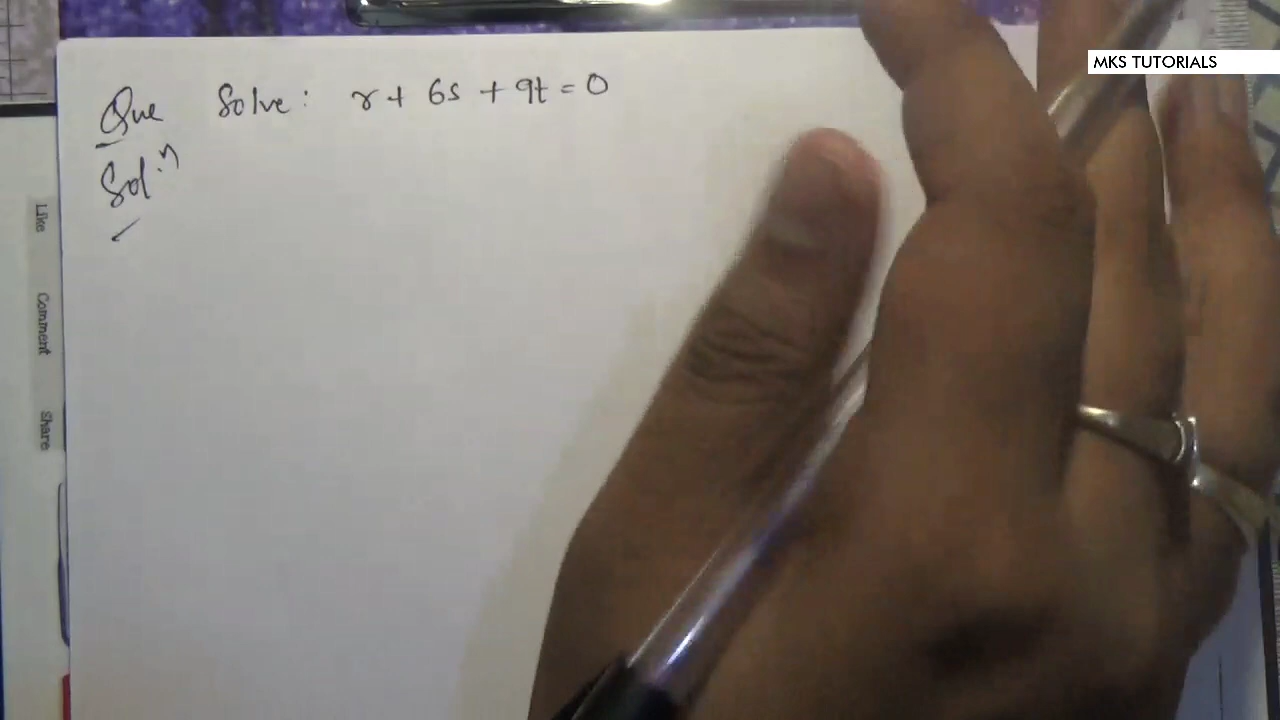 MKS TUTORIALS
Que Solve: r + 6s + 9t = 0
Sol.n
Like
Comment
Share